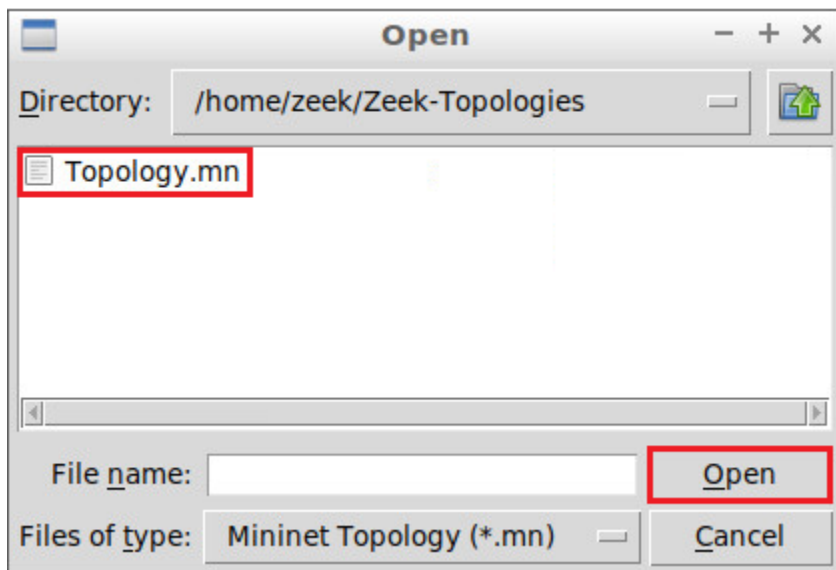 Open
Directory: /home/zeek/Zeek-Topologies
Topology.mn
File name: Open
Files of type: Mininet Topology (*.mn) Cancel